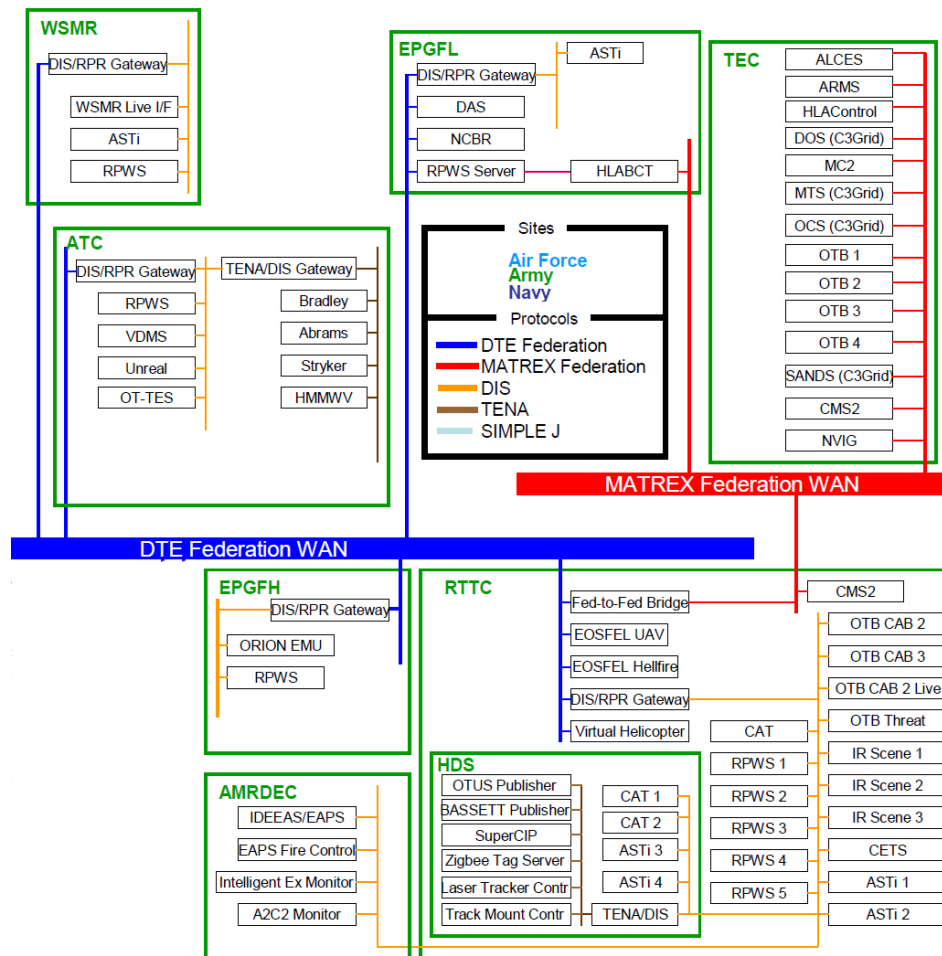 WSMR
DIS/RPR Gateway
WSMR Live I/F
ASTi
RPWS
EPGFL
ASTi
DIS/RPR Gateway
DAS
NCBR
RPWS Server
HLABCT
TEC
ALCES
ARMS
HLAControl
DOS (C3Grid)
MC2
MTS (C3Grid)
OCS (C3Grid)
OTB 1
OTB 2
OTB 3
OTB 4
SANDS (C3Grid)
CMS2
NVIG
ATC
DIS/RPR Gateway
TENA/DIS Gateway
RPWS
VDMS
Unreal
OT-TES
Bradley
Abrams
Stryker
HMMWV
Sites
Air Force
Army
Navy
Protocols
DTE Federation
MATREX Federation
DIS
TENA
SIMPLE J
MATREX Federation WAN
DTE Federation WAN
EPGFH
DIS/RPR Gateway
ORION EMU
RPWS
RTTC
Fed-to-Fed Bridge
EOSFEL UAV
EOSFEL Hellfire
DIS/RPR Gateway
Virtual Helicopter
CMS2
OTB CAB 2
OTB CAB 3
OTB CAB 2 Live
OTB Threat
IR Scene 1
IR Scene 2
IR Scene 3
CETS
ASTi 1
ASTi 2
CAT
RPWS 1
RPWS 2
RPWS 3
RPWS 4
RPWS 5
HDS
OTUS Publisher
BASSETT Publisher
SuperCIP
Zigbee Tag Server
Laser Tracker Contr
Track Mount Contr
CAT 1
CAT 2
ASTi 3
ASTi 4
TENA/DIS
AMRDEC
IDEEAS/EAPS
EAPS Fire Control
Intelligent Ex Monitor
A2C2 Monitor